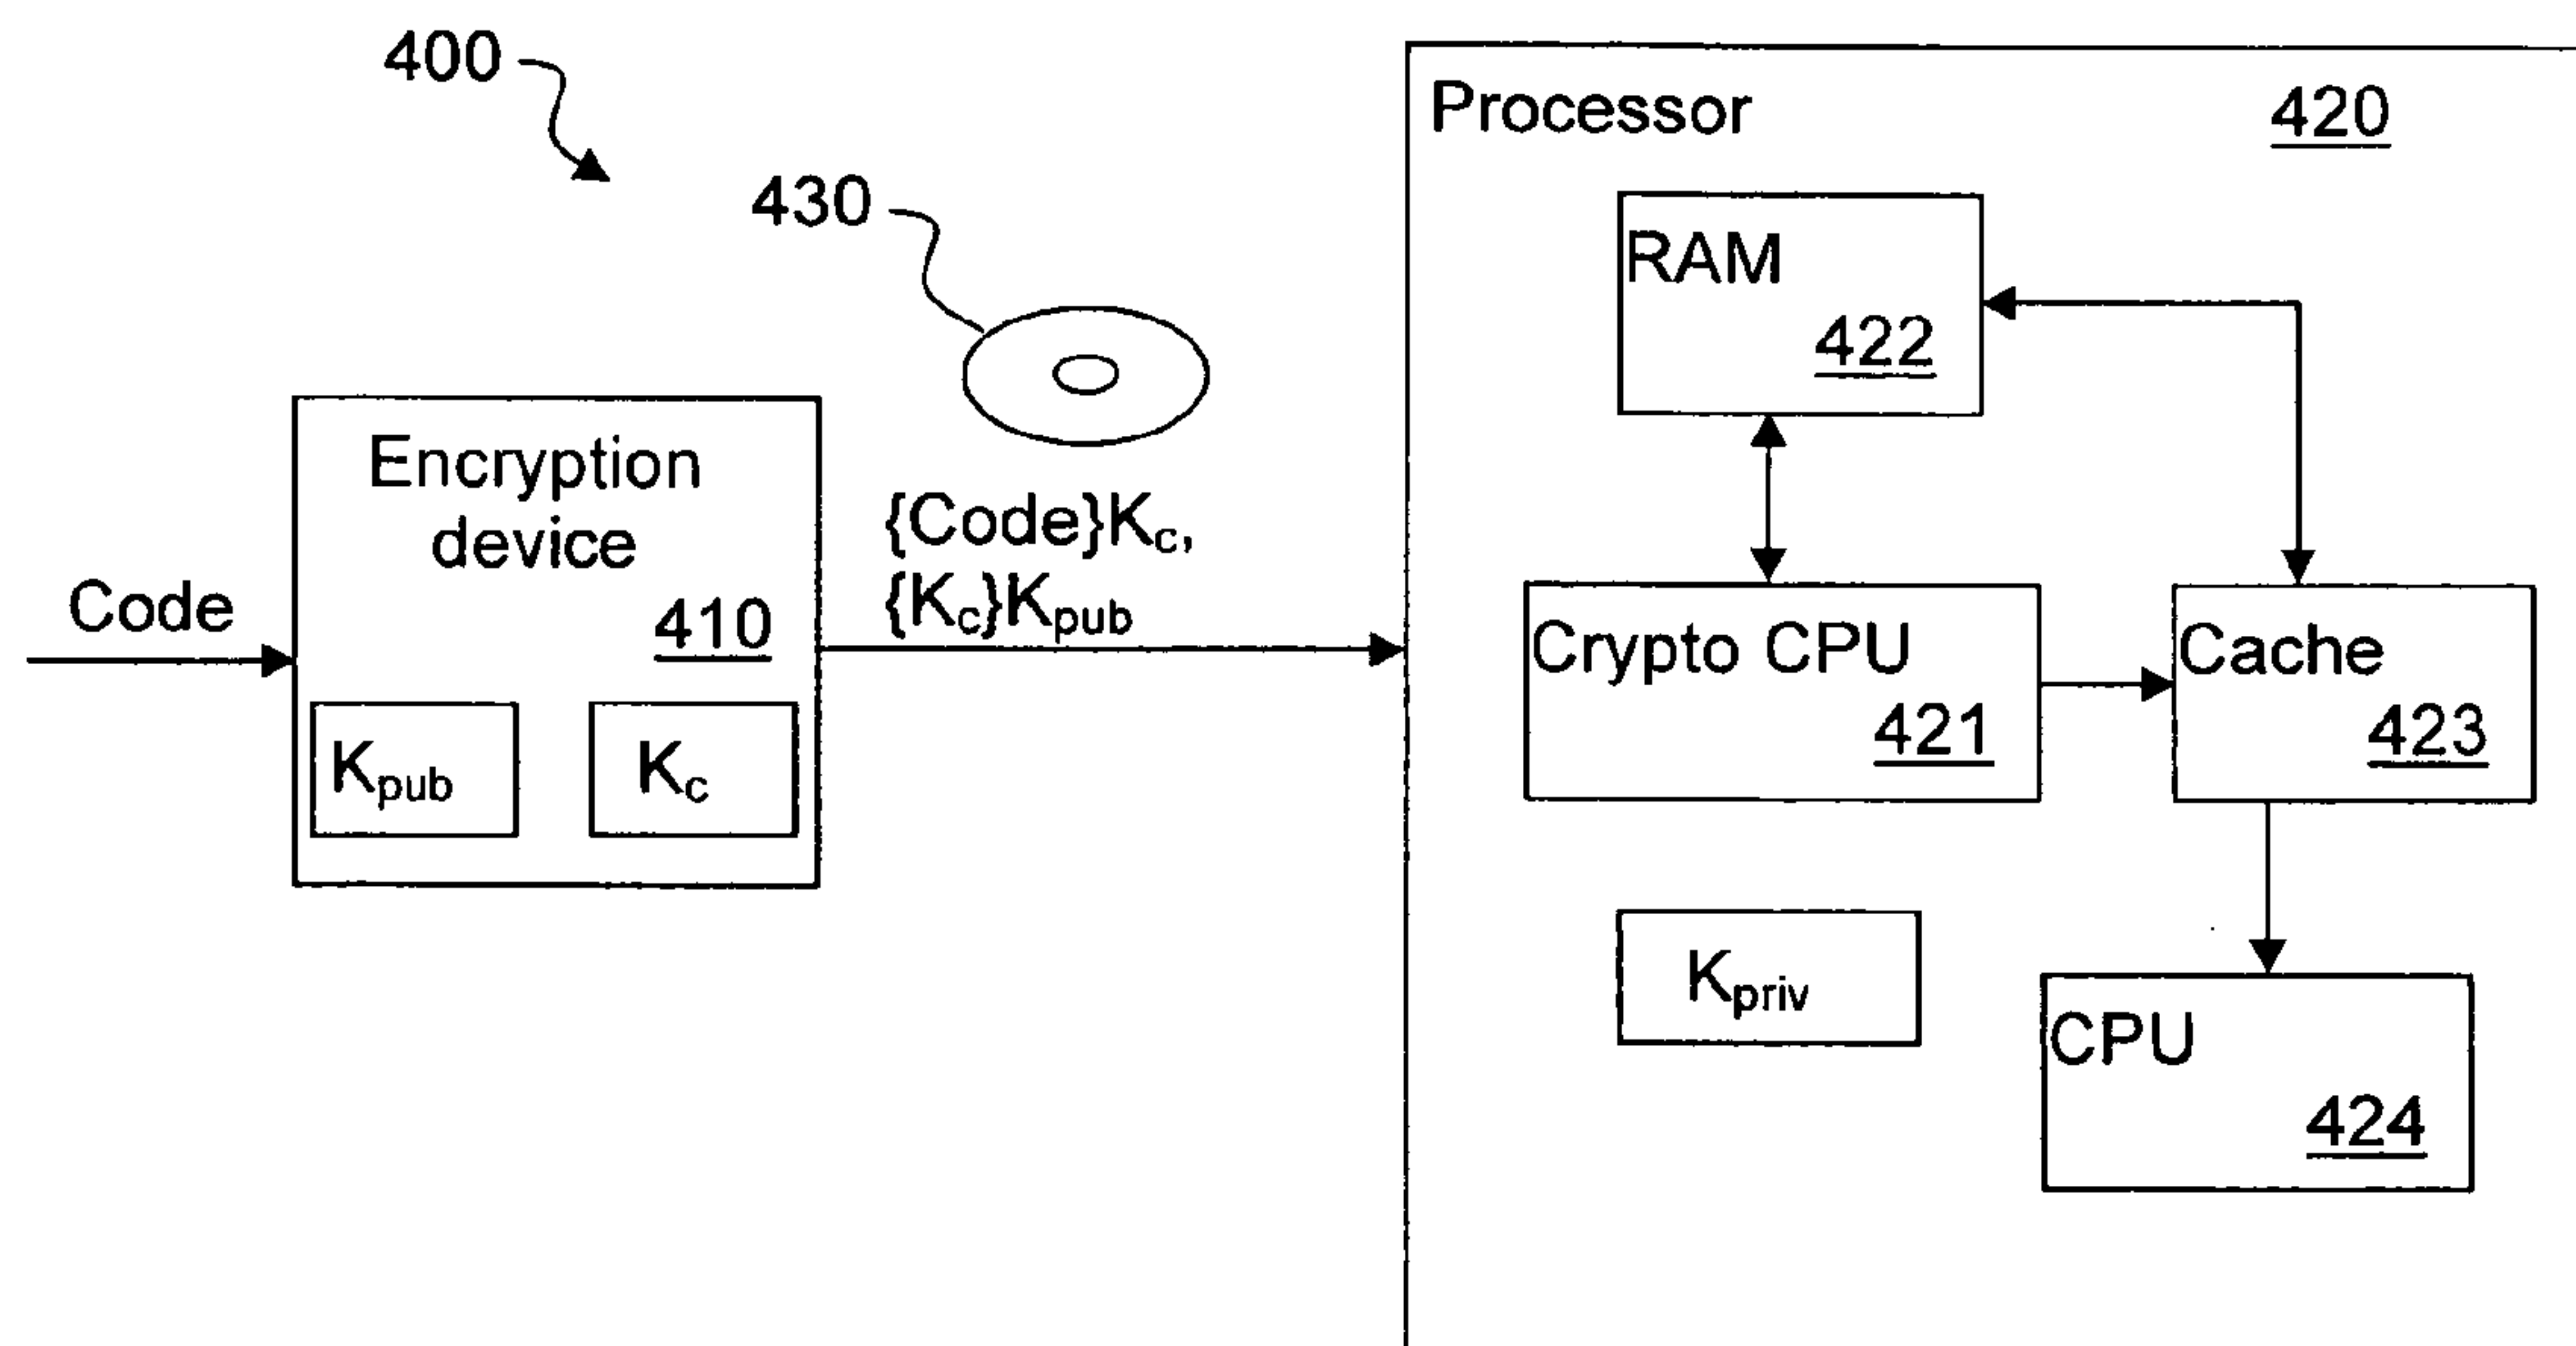 400
430
Processor
420
RAM
422
Encryption
device
410
Code
{Code}Kc,
{Kc}Kpub
Kpub
Kc
Crypto CPU
421
Cache
423
Kpriv
CPU
424